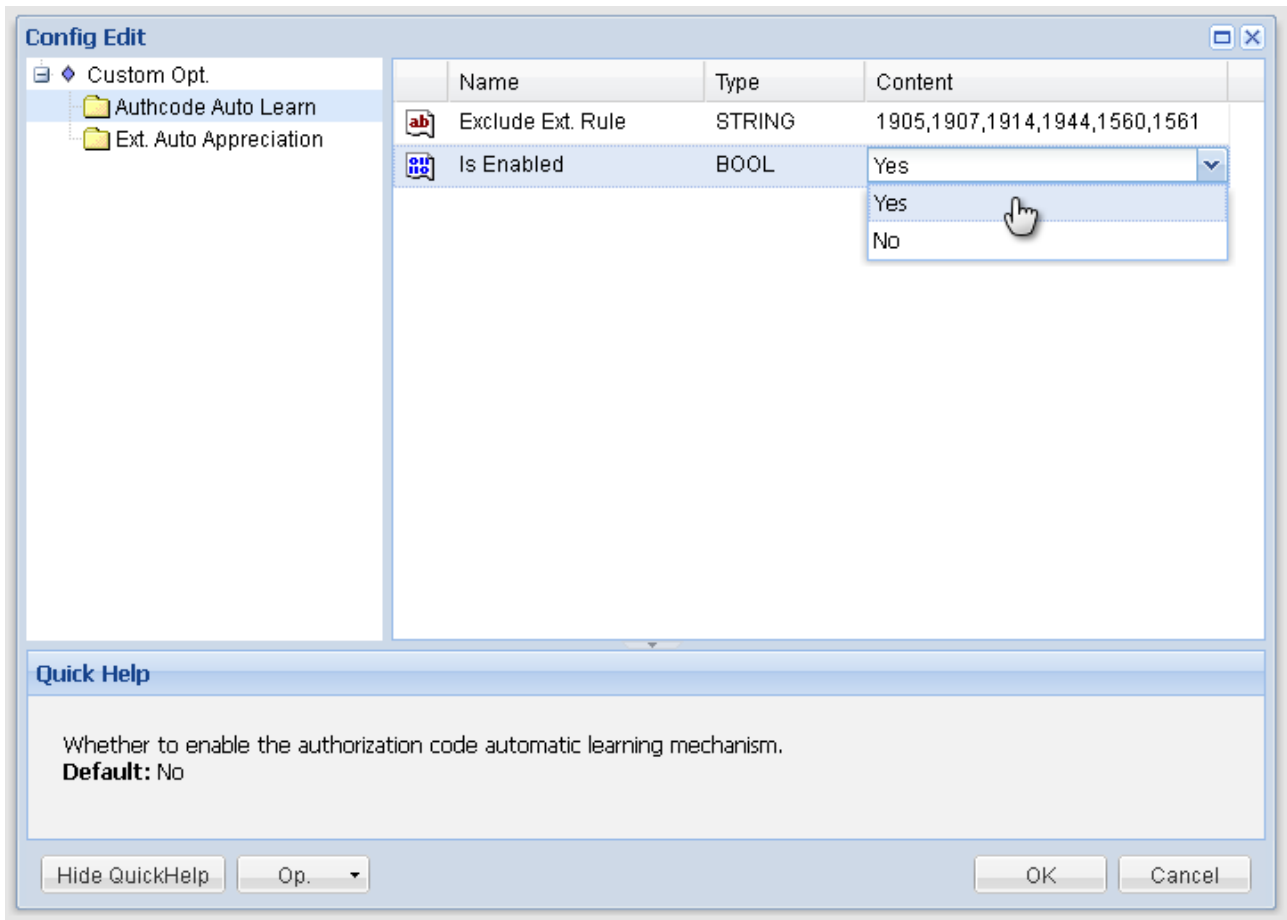 Config Edit
Custom Opt.
Authcode Auto Learn
Ext. Auto Appreciation
Name Type Content
ab Exclude Ext. Rule STRING 1905,1907,1914,1944,1560,1561
Is Enabled BOOL Yes
Yes
No
Quick Help
Whether to enable the authorization code automatic learning mechanism.
Default: No
Hide QuickHelp Op. OK Cancel